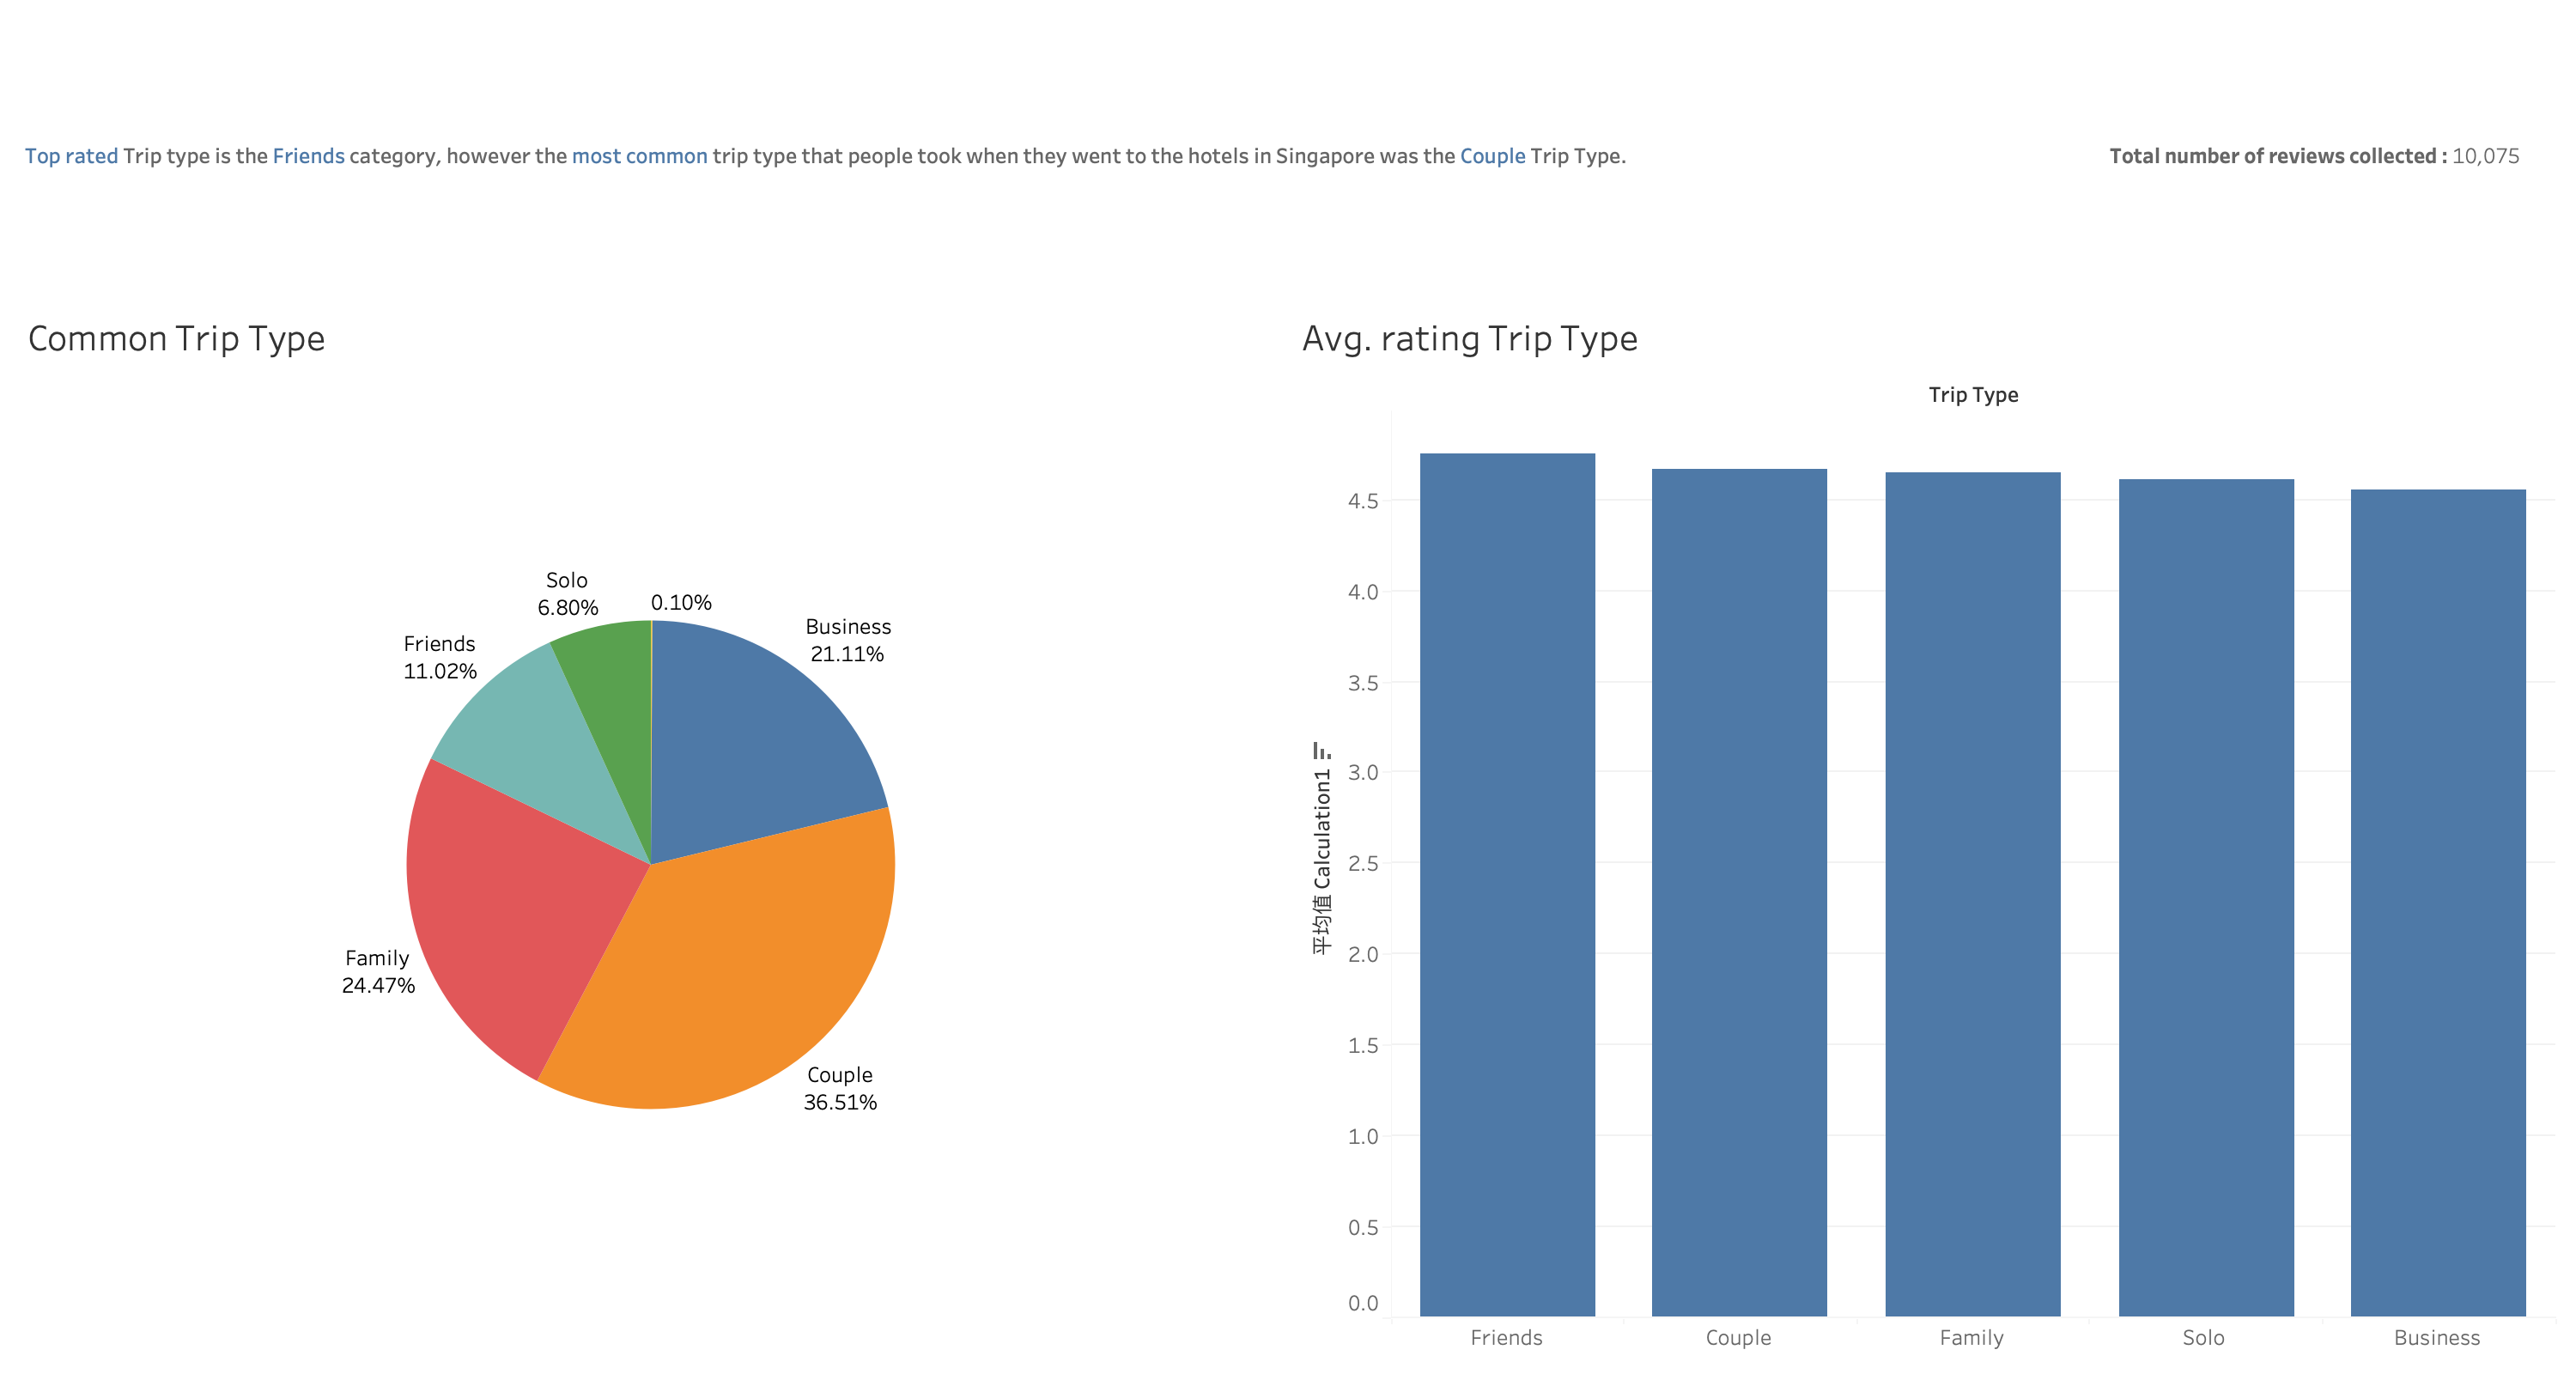 Top rated Trip type is the Friends category, however the most common trip type that people took when they went to the hotels in Singapore was the Couple Trip Type.
Total number of reviews collected : 10,075
Common Trip Type
Solo
6.80%
0.10%
Business
21.11%
Friends
11.02%
Family
24.47%
Couple
36.51%
Avg. rating Trip Type
Trip Type
平均值 Calculation1
4.5
4.0
3.5
3.0
2.5
2.0
1.5
1.0
0.5
0.0
Friends
Couple
Family
Solo
Business